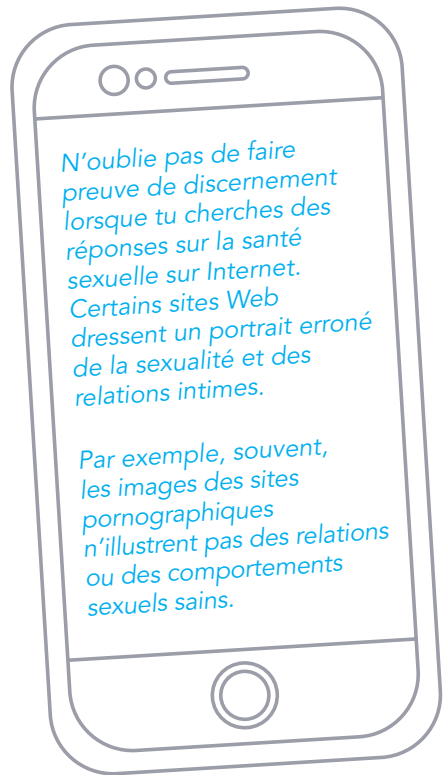 N’oublie pas de faire
preuve de discernement
lorsque tu cherches des
réponses sur la santé
sexuelle sur Internet.
Certains sites Web
dressent un portrait erroné
de la sexualité et des
relations intimes.
Par exemple, souvent,
les images des sites
pornographiques
n’illustrent pas des relations
ou des comportements
sexuels sains.